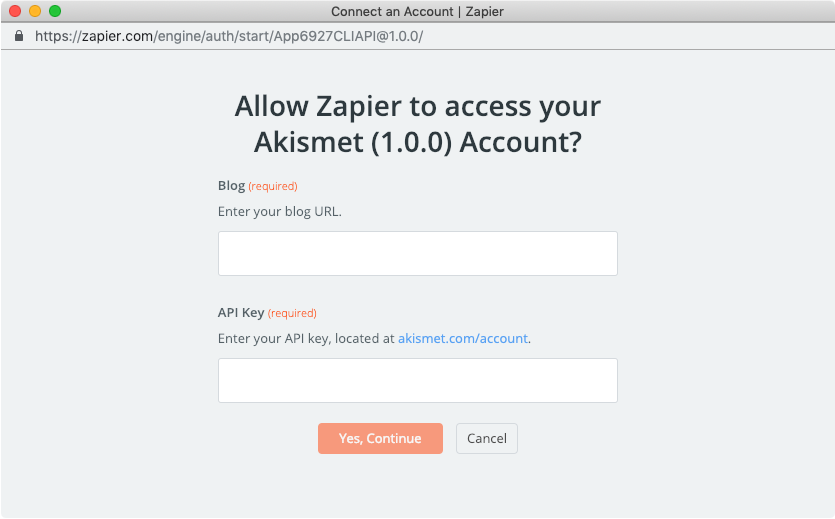 Connect an Account | Zapier
https://zapier.com/engine/auth/start/App6927CLIAPI@1.0.0/
Allow Zapier to access your
Akismet (1.0.0) Account?
Blog (required)
Enter your blog URL.
API Key (required)
Enter your API key, located at akismet.com/account.
Yes, Continue Cancel